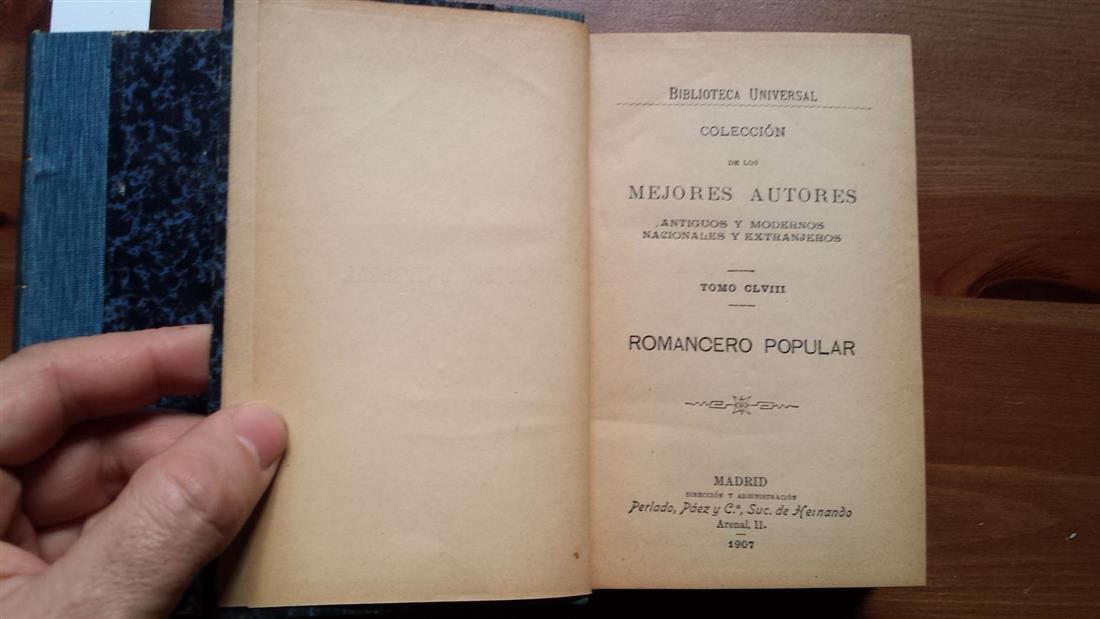 BIBLIOTECA UNIVERSAL
COLECCIÓN
DE LOS
MEJORES AUTORES
ANTIGUOS Y MODERNOS
NACIONALES Y EXTRANJEROS
TOMO CLVIII
ROMANCERO POPULAR
MADRID
DIRECCIÓN Y ADMINISTRACIÓN
Perlado, Páez y C.ª, Suc. de Hernando
Arenal, 11.
1907